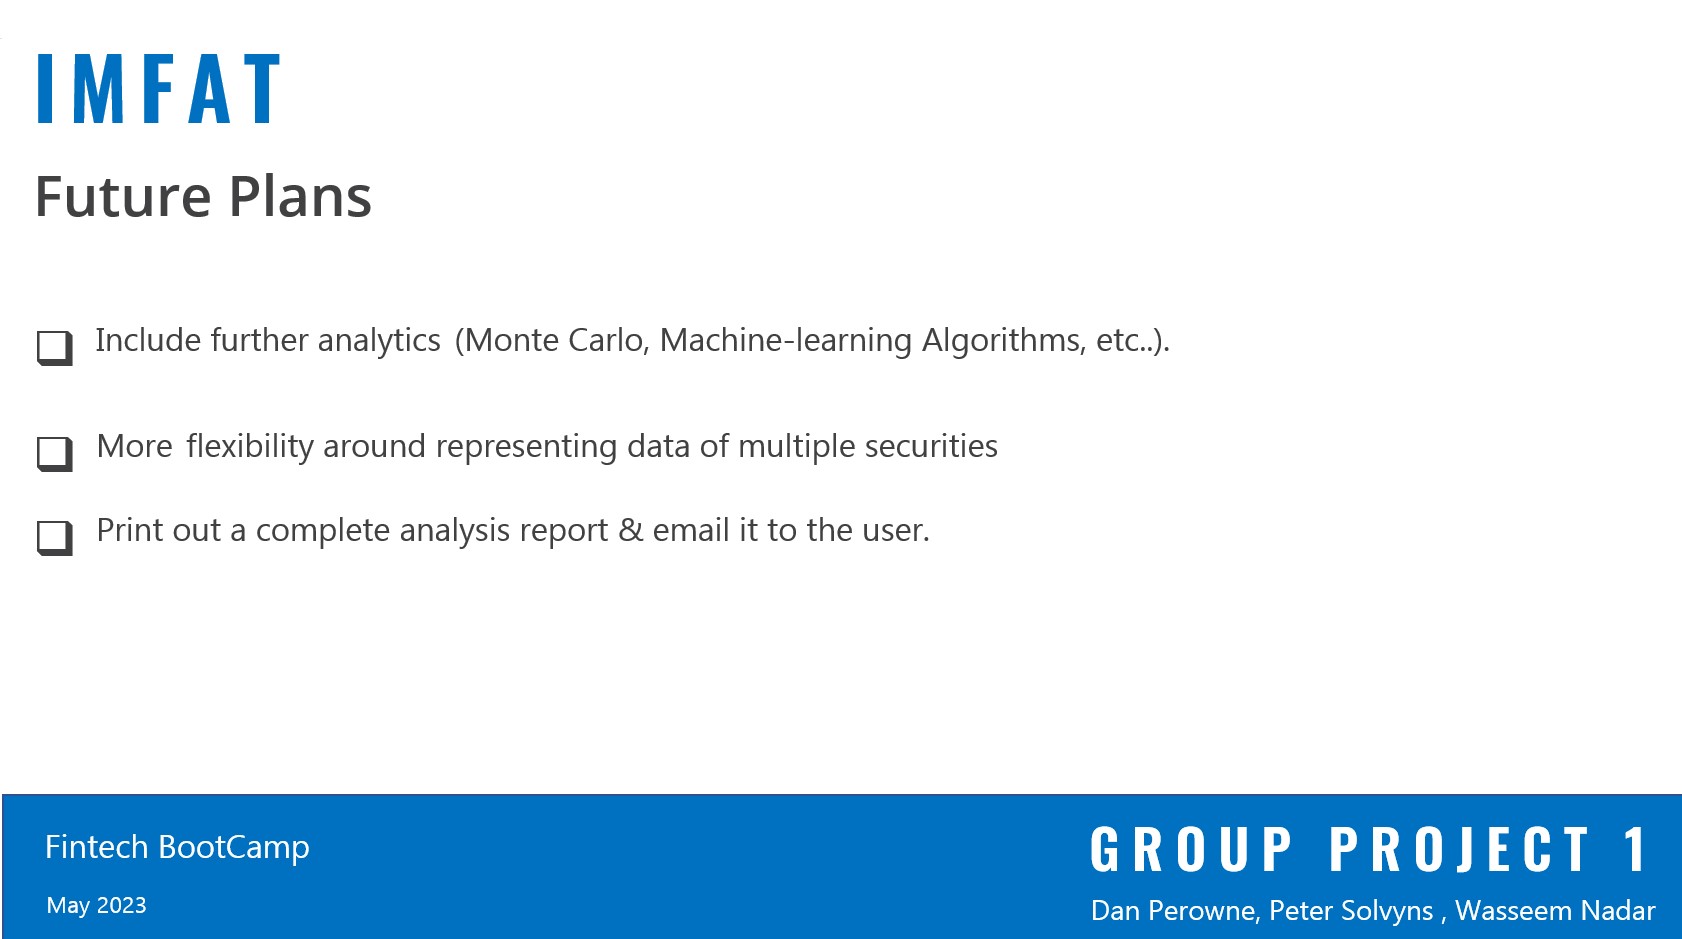 IMFAT
Future Plans
Include further analytics (Monte Carlo, Machine-learning Algorithms, etc..).
More flexibility around representing data of multiple securities
Print out a complete analysis report & email it to the user.
Fintech BootCamp
May 2023
GROUP PROJECT 1
Dan Perowne, Peter Solvyns , Wasseem Nadar